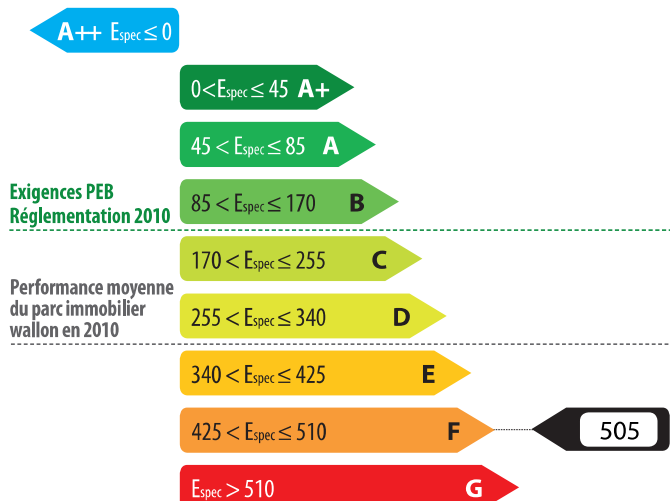 A++ Espec ≤ 0
0 < Espec ≤ 45 A+
45 < Espec ≤ 85 A
Exigences PEB
Réglementation 2010
85 < Espec ≤ 170 B
170 < Espec ≤ 255 C
Performance moyenne
du parc immobilier
wallon en 2010
255 < Espec ≤ 340 D
340 < Espec ≤ 425 E
425 < Espec ≤ 510 F
505
Espec > 510 G